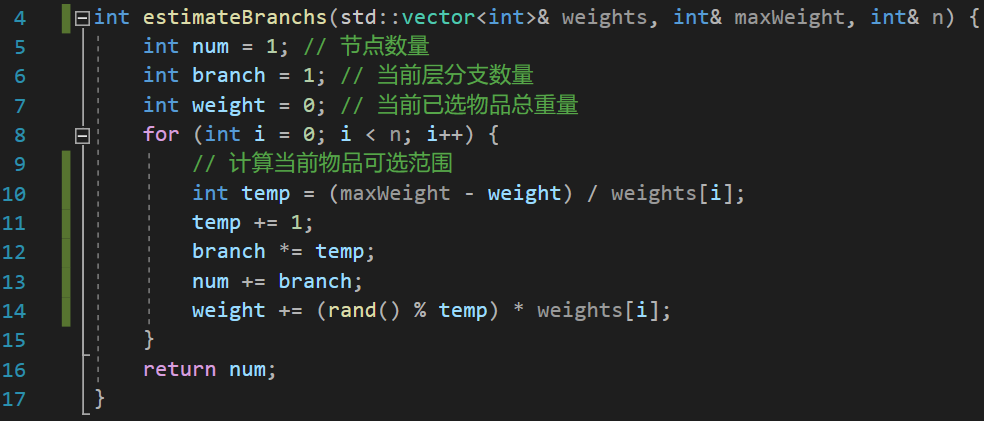 4 int estimateBranchs(std::vector<int>& weights, int& maxWeight, int& n) {
5     int num = 1; // 节点数量
6     int branch = 1; // 当前层分支数量
7     int weight = 0; // 当前已选物品总重量
8     for (int i = 0; i < n; i++) {
9         // 计算当前物品可选范围
10         int temp = (maxWeight - weight) / weights[i];
11         temp += 1;
12         branch *= temp;
13         num += branch;
14         weight += (rand() % temp) * weights[i];
15     }
16     return num;
17 }